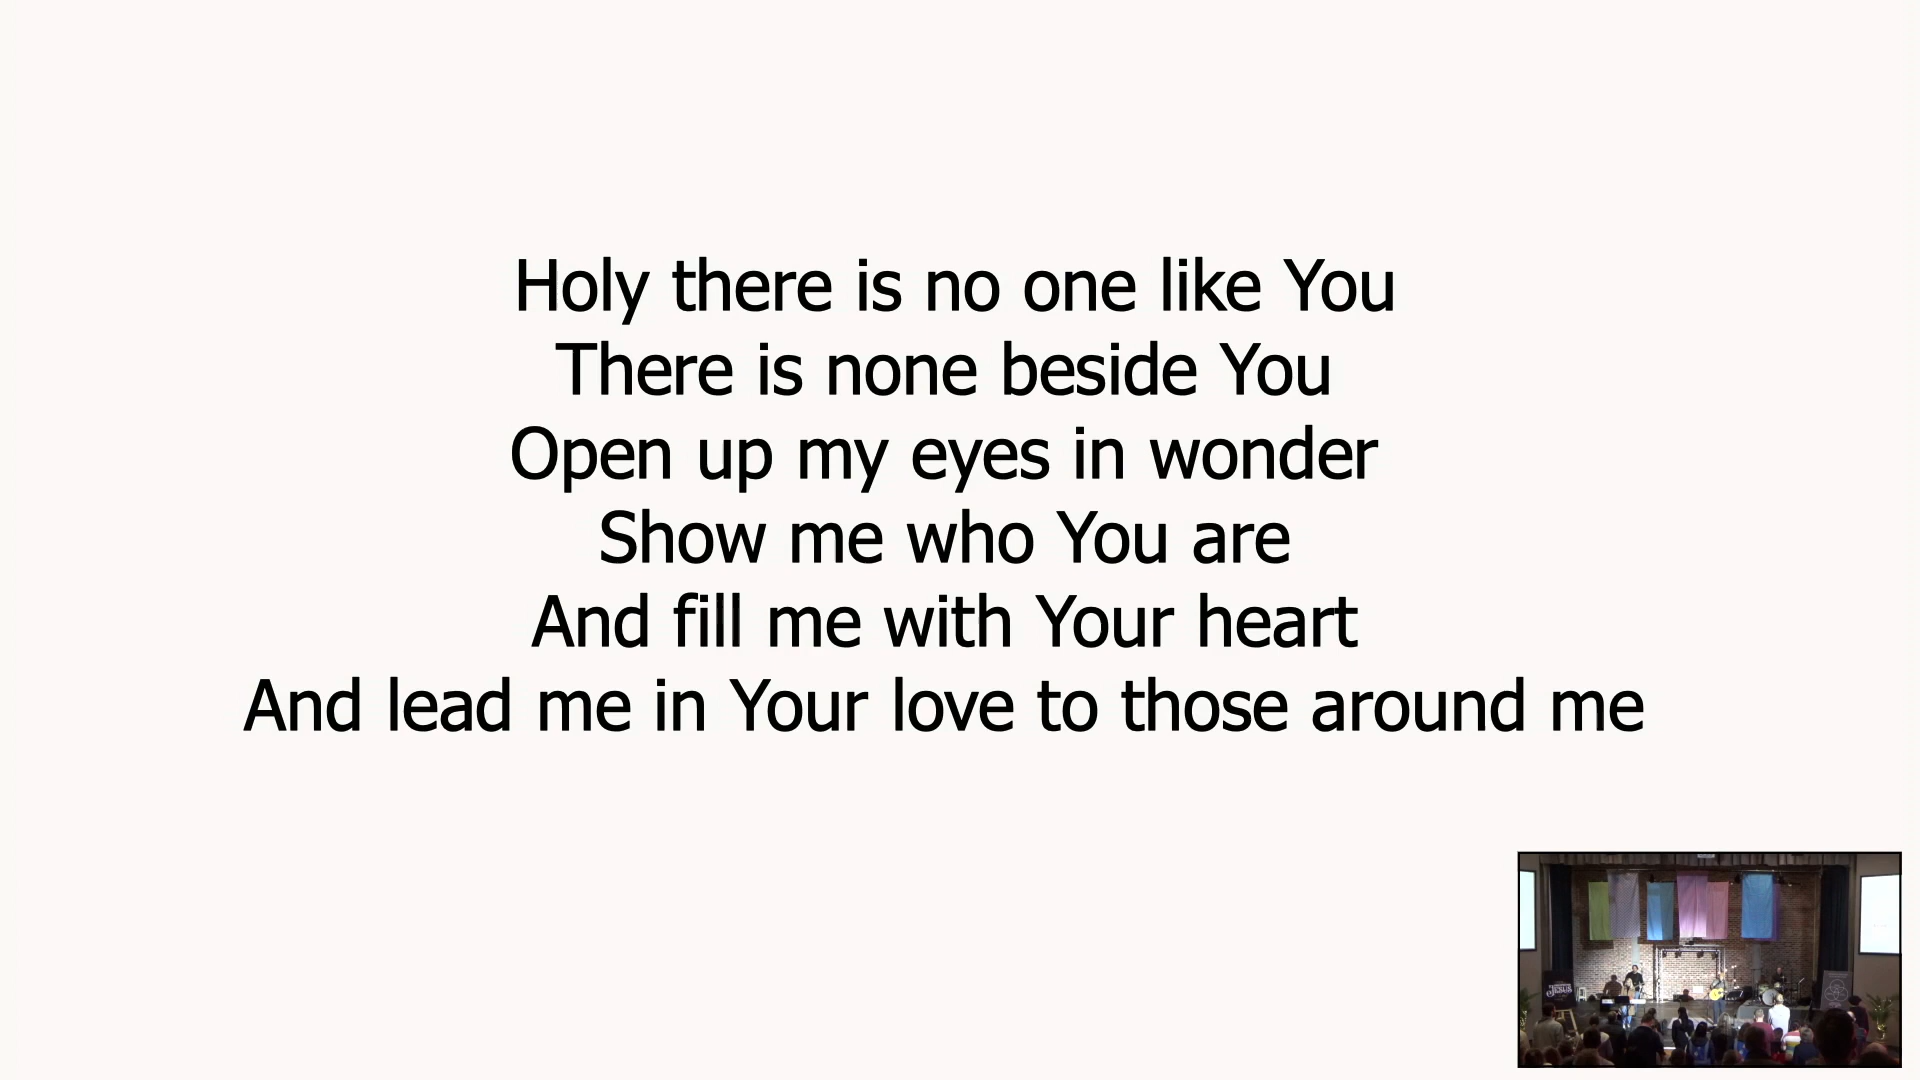 Holy there is no one like You
There is none beside You
Open up my eyes in wonder
Show me who You are
And fill me with Your heart
And lead me in Your love to those around me
JESUS